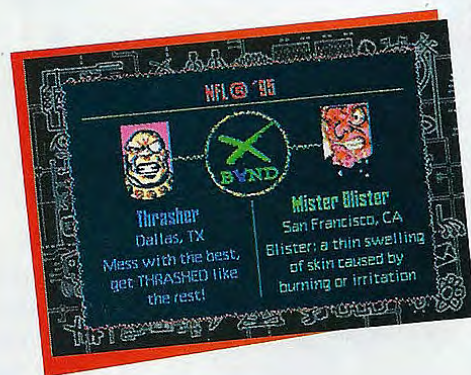 NFL '95
XBAND
Thrasher
Dallas, TX
Mess with the best,
get THRASHED like
the rest!
Mister Blister
San Francisco, CA
Blister: a thin swelling
of skin caused by
burning or irritation